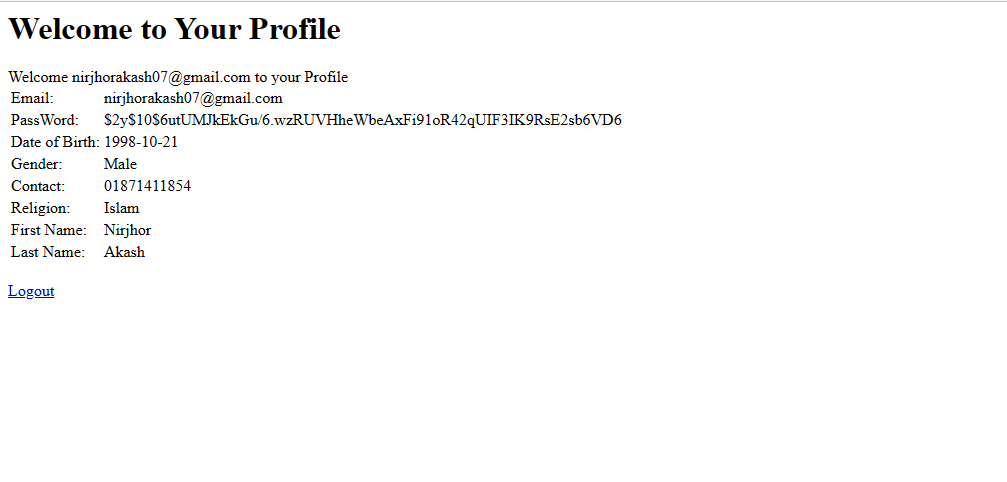 Welcome to Your Profile
Welcome nirjhorakash07@gmail.com to your Profile
Email: nirjhorakash07@gmail.com
PassWord: $2y$10$6utUMJkEkGu/6.wzRUVHheWbeAxFi91oR42qUIF3IK9RsE2sb6VD6
Date of Birth: 1998-10-21
Gender: Male
Contact: 01871411854
Religion: Islam
First Name: Nirjhor
Last Name: Akash
Logout